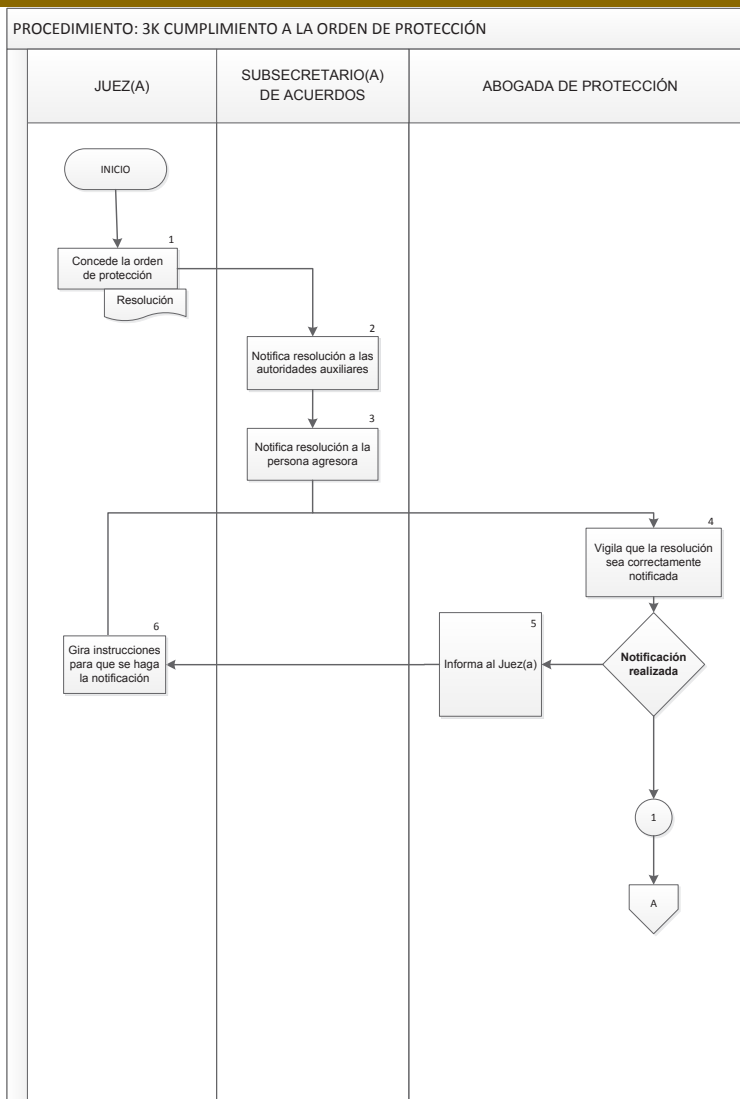 PROCEDIMIENTO: 3K CUMPLIMIENTO A LA ORDEN DE PROTECCIÓN
JUEZ(A)
SUBSECRETARIO(A)
DE ACUERDOS
ABOGADA DE PROTECCIÓN
INICIO
1
Concede la orden
de protección
Resolución
2
Notifica resolución a las
autoridades auxiliares
3
Notifica resolución a la
persona agresora
4
Vigila que la resolución
sea correctamente
notificada
Notificación
realizada
5
Informa al Juez(a)
6
Gira instrucciones
para que se haga
la notificación
1
A